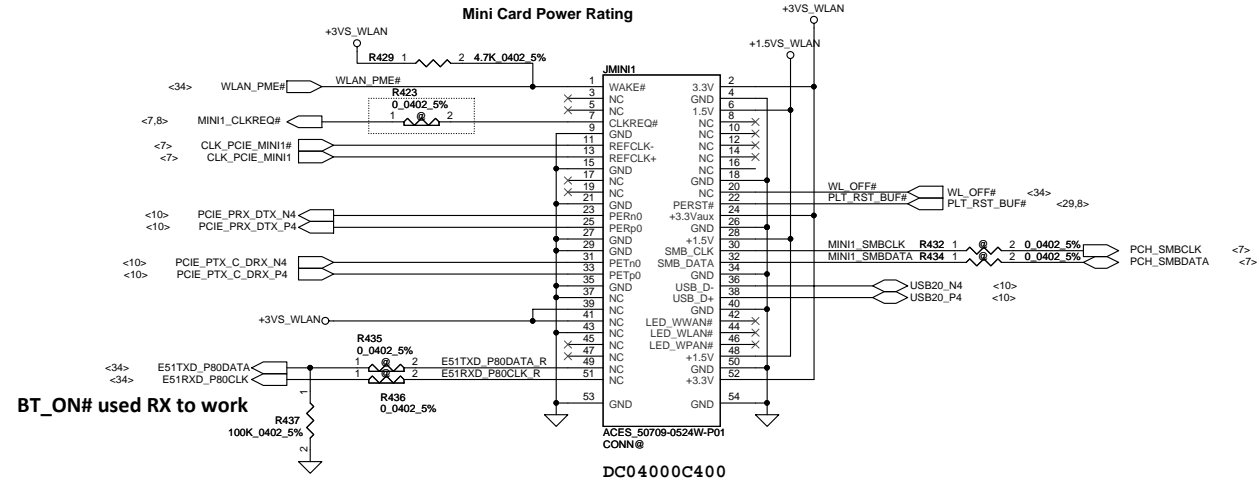 Mini Card Power Rating
+3VS_WLAN
+3VS_WLAN
+1.5VS_WLAN
R429 1 2 4.7K_0402_5%
JMINI1
<34> WLAN_PME# WLAN_PME# 1 WAKE# 3.3V 2
3 NC GND 4
R423
0_0402_5%
1 @ 2
5 NC 1.5V 6
<7,8> MINI1_CLKREQ# 7 CLKREQ# NC 8
9 GND NC 10
<7> CLK_PCIE_MINI1# 11 REFCLK- NC 12
<7> CLK_PCIE_MINI1 13 REFCLK+ NC 14
15 GND NC 16
17 NC GND 18
19 NC NC 20 WL_OFF# WL_OFF# <34>
21 GND PERST# 22 PLT_RST_BUF# PLT_RST_BUF# <29,8>
<10> PCIE_PRX_DTX_N4 23 PERn0 +3.3Vaux 24
<10> PCIE_PRX_DTX_P4 25 PERp0 GND 26
27 GND +1.5V 28
29 GND SMB_CLK 30 MINI1_SMBCLK R432 1 @ 2 0_0402_5% PCH_SMBCLK <7>
<10> PCIE_PTX_C_DRX_N4 31 PETn0 SMB_DATA 32 MINI1_SMBDATA R434 1 @ 2 0_0402_5% PCH_SMBDATA <7>
<10> PCIE_PTX_C_DRX_P4 33 PETp0 GND 34
35 GND USB_D- 36 USB20_N4 <10>
37 NC USB_D+ 38 USB20_P4 <10>
39 NC GND 40
+3VS_WLAN 41 NC LED_WWAN# 42
43 NC LED_WLAN# 44
45 NC LED_WPAN# 46
47 NC +1.5V 48
R435
0_0402_5%
<34> E51TXD_P80DATA 1 @ 2 E51TXD_P80DATA_R 49 NC GND 50
<34> E51RXD_P80CLK 1 @ 2 E51RXD_P80CLK_R 51 NC +3.3V 52
R436
0_0402_5%
53 GND GND 54
BT_ON# used RX to work
1
R437
100K_0402_5%
2
ACES_50709-0524W-P01
CONN@
DC04000C400